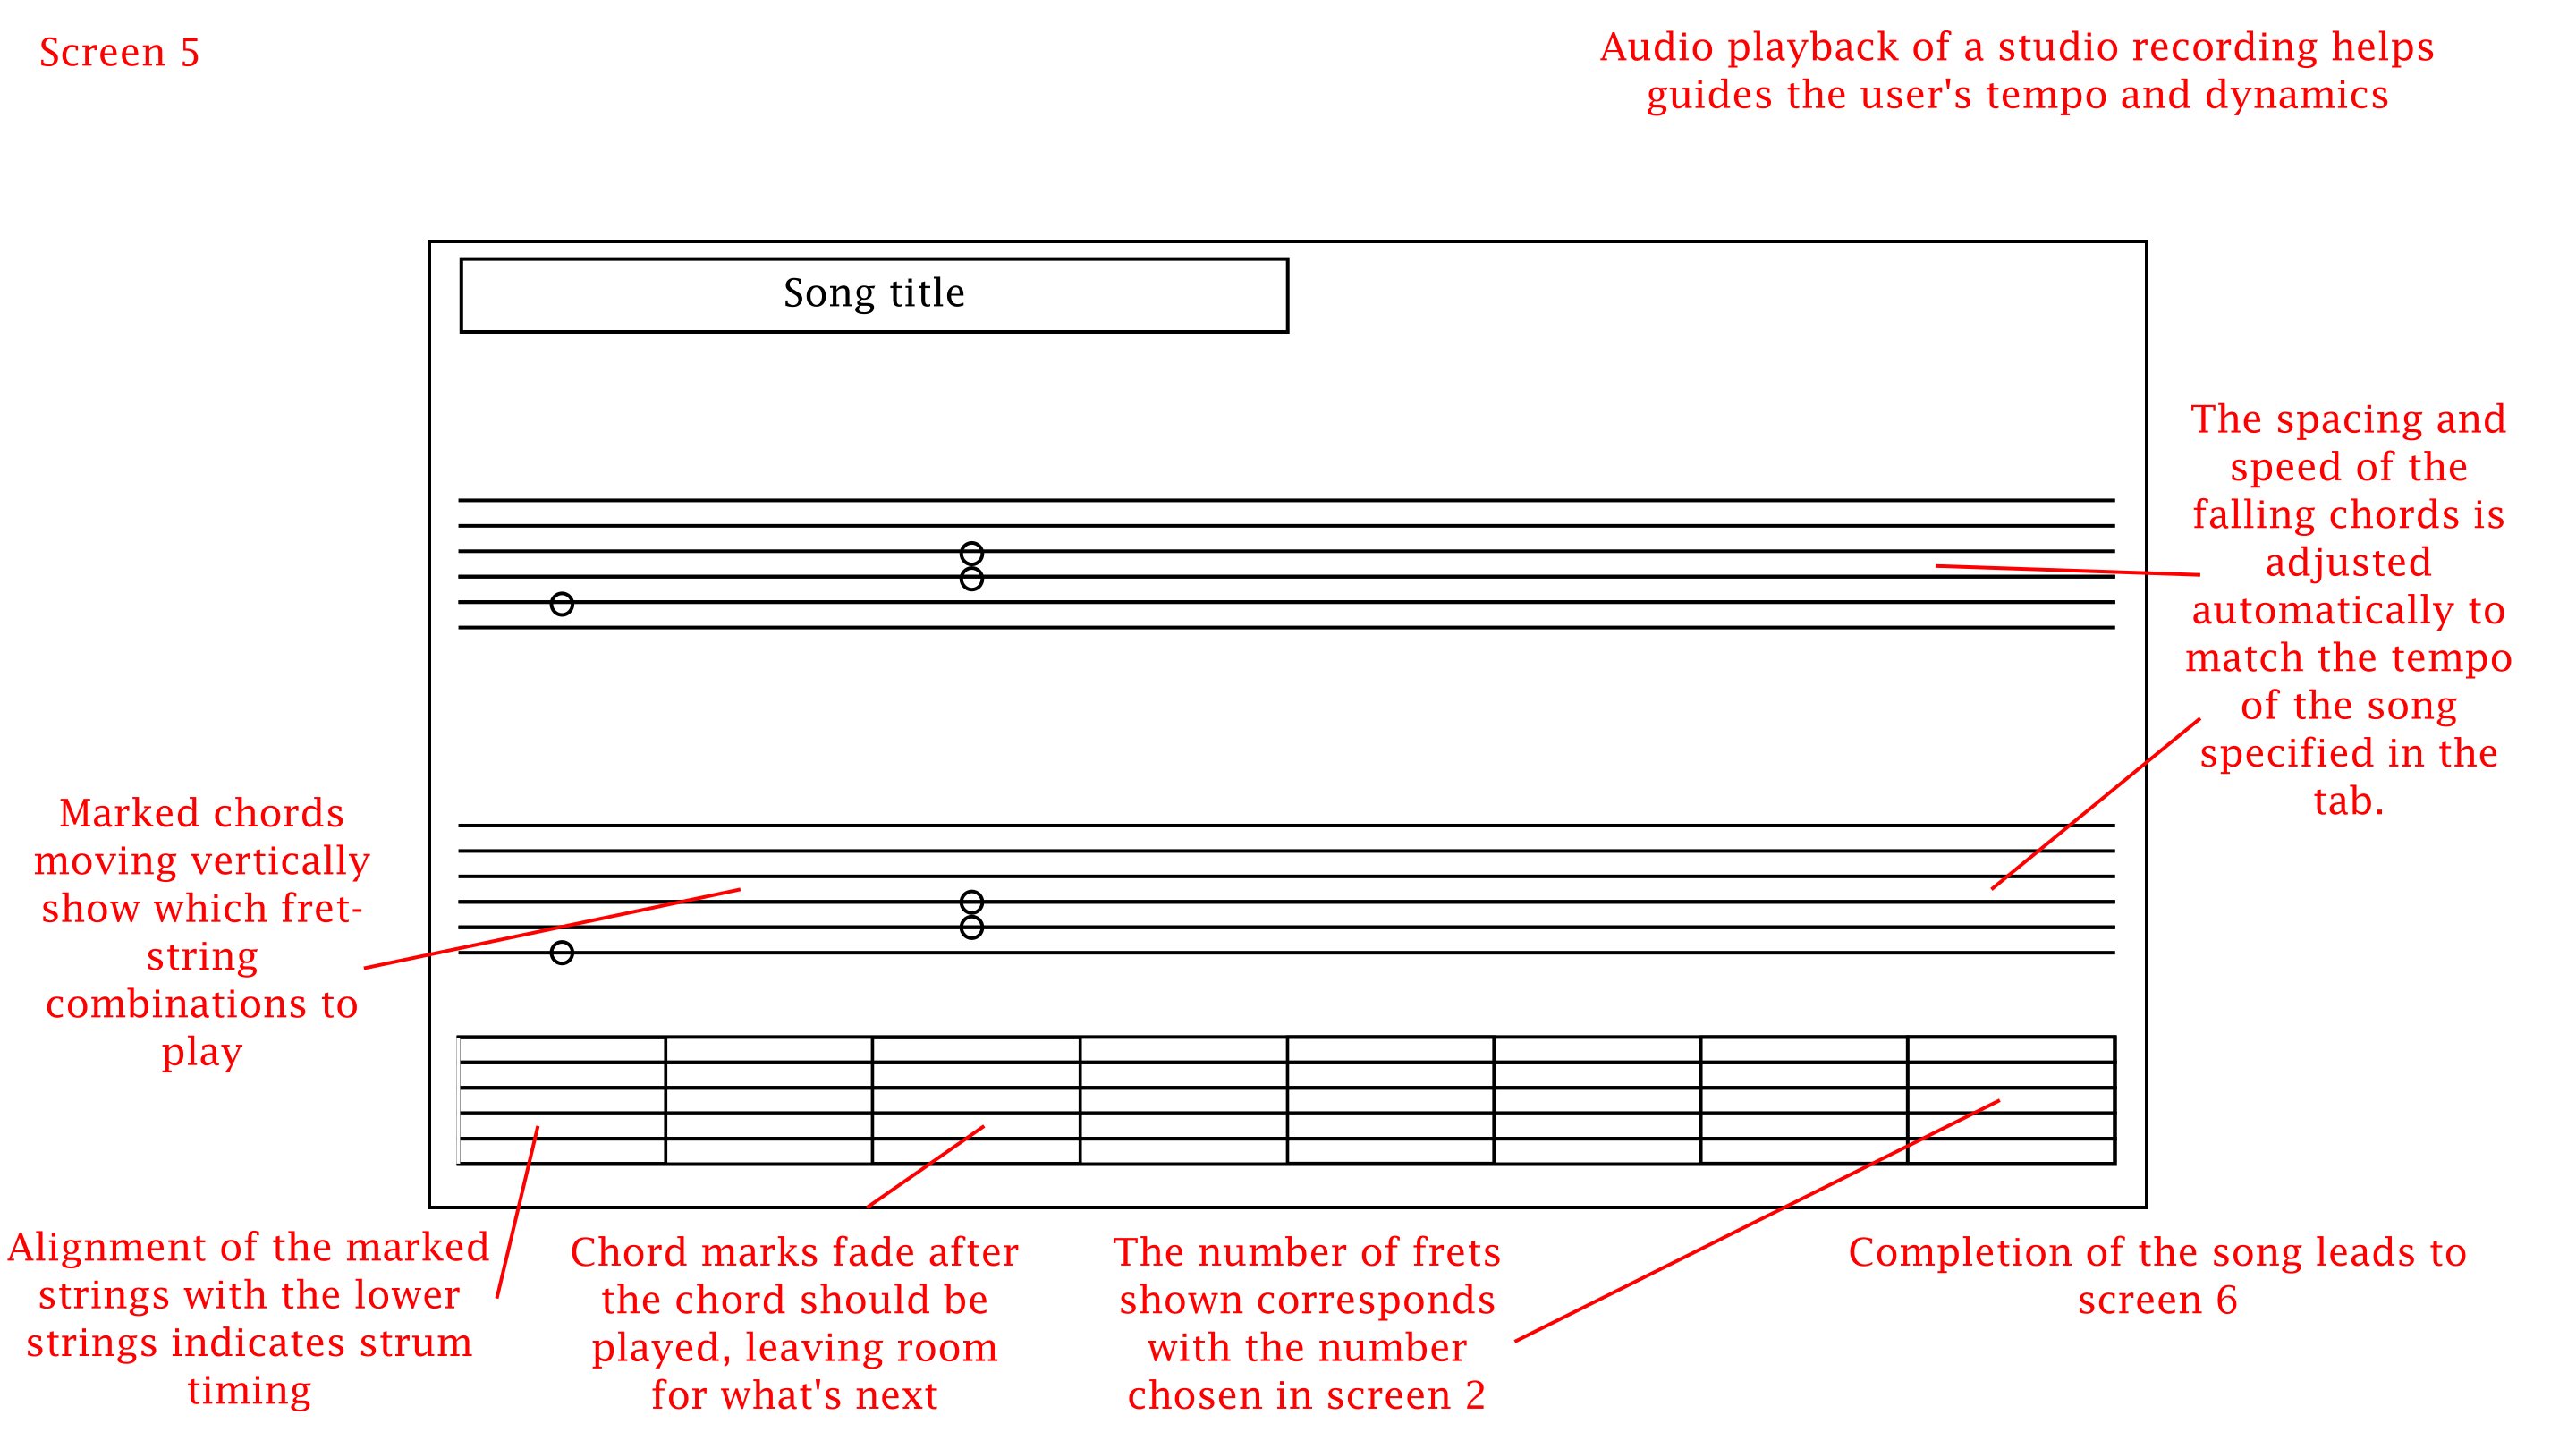 Screen 5
Audio playback of a studio recording helps
guides the user's tempo and dynamics
Song title
The spacing and
speed of the
falling chords is
adjusted
automatically to
match the tempo
of the song
specified in the
tab.
Marked chords
moving vertically
show which fret-
string
combinations to
play
Alignment of the marked
strings with the lower
strings indicates strum
timing
Chord marks fade after
the chord should be
played, leaving room
for what's next
The number of frets
shown corresponds
with the number
chosen in screen 2
Completion of the song leads to
screen 6